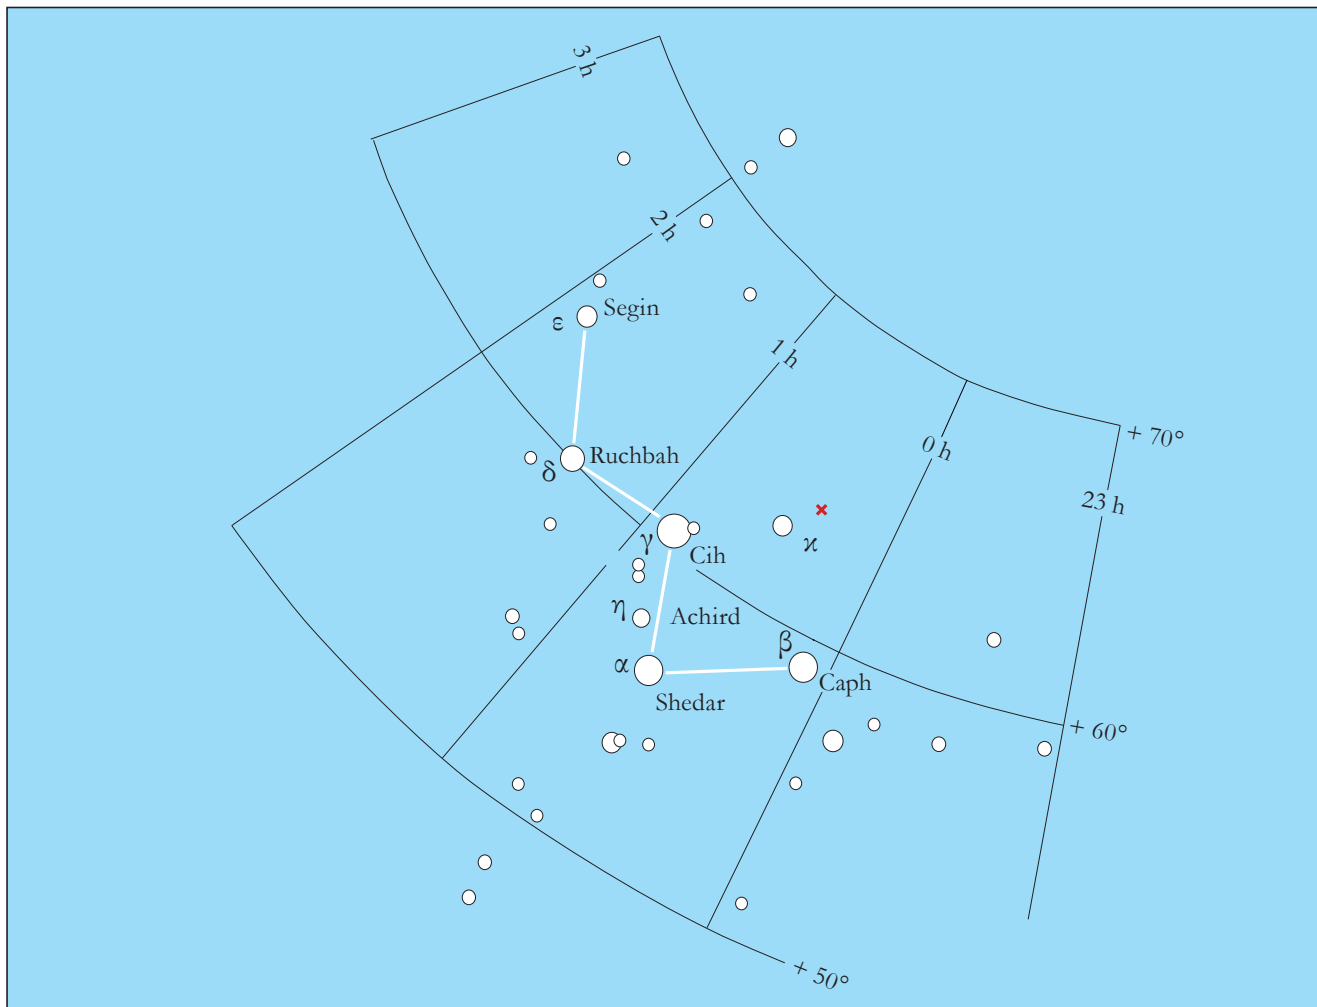 3 h
2 h
ε
Segin
1 h
0 h
+ 70°
δ
Ruchbah
23 h
γ
Cih
ϰ
η
Achird
β
α
Caph
Shedar
+ 60°
+ 50°